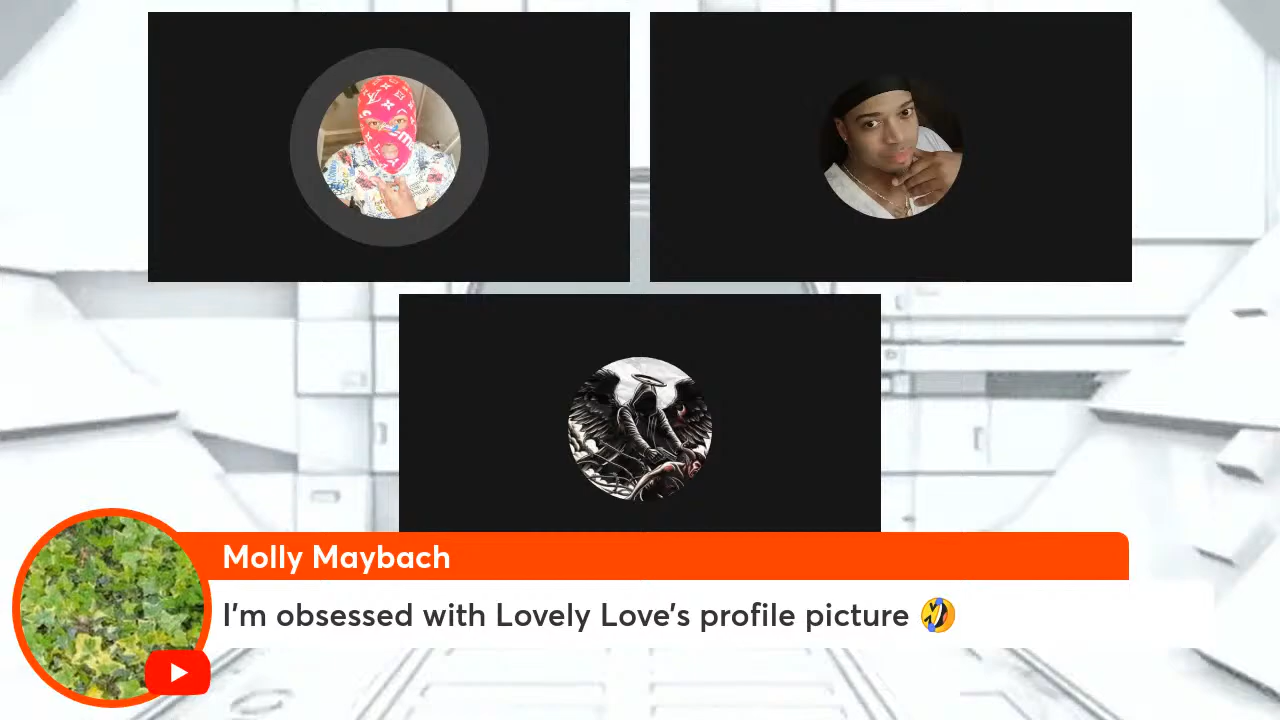 Molly Maybach
I'm obsessed with Lovely Love's profile picture 🤣